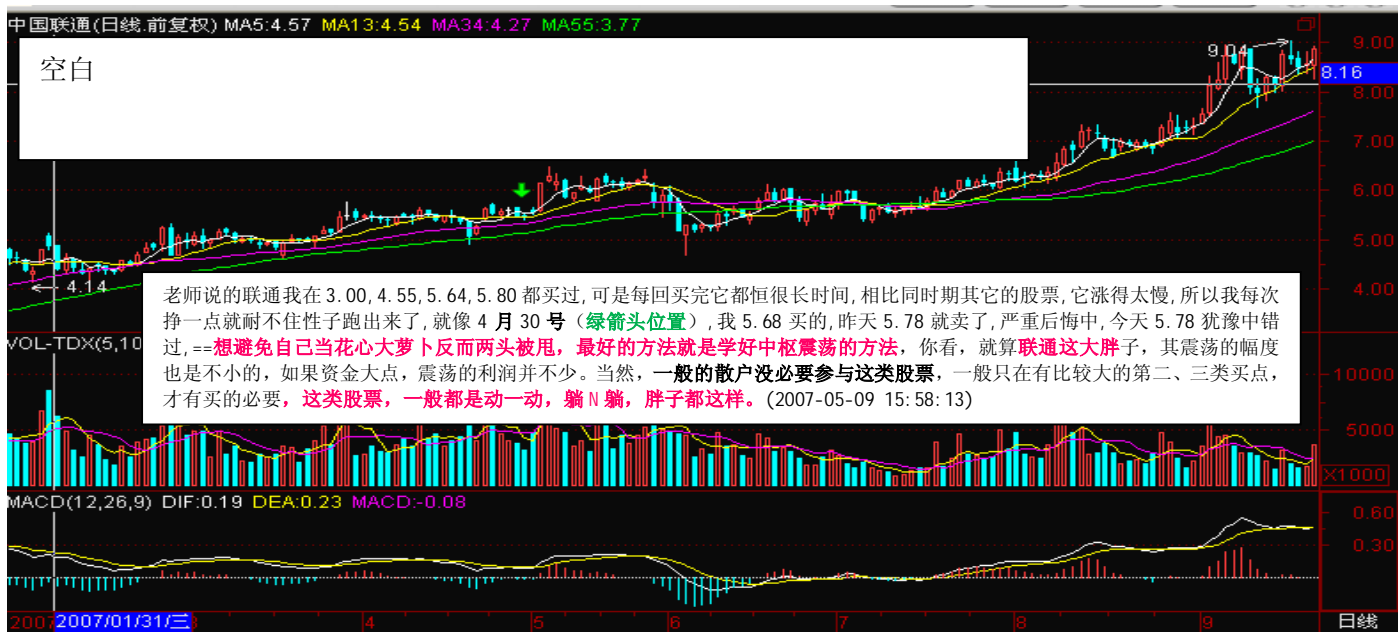 中国联通(日线.前复权) MA5:4.57 MA13:4.54 MA34:4.27 MA55:3.77
空白
9.04
9.00
8.16
8.00
7.00
6.00
5.00
4.00
4.14
老师说的联通我在 3.00,4.55,5.64,5.80 都买过,可是每回买完它都恒很长时间,相比同时期其它的股票,它涨得太慢,所以我每次
挣一点就耐不住性子跑出来了,就像 4 月 30 号（绿箭头位置）,我 5.68 买的,昨天 5.78 就卖了,严重后悔中,今天 5.78 犹豫中错
过,==想避免自己当花心大萝卜反而两头被甩，最好的方法就是学好中枢震荡的方法，你看，就算联通这大胖子，其震荡的幅度
也是不小的，如果资金大点，震荡的利润并不少。当然，一般的散户没必要参与这类股票，一般只在有比较大的第二、三类买点，
才有买的必要，这类股票，一般都是动一动，躺 N 躺，胖子都这样。(2007-05-09 15:58:13)
VOL-TDX(5,10
10000
5000
X1000
MACD(12,26,9) DIF:0.19 DEA:0.23 MACD:-0.08
0.60
0.30
2007 2007/01/31/三 4 5 6 7 8 9 日线